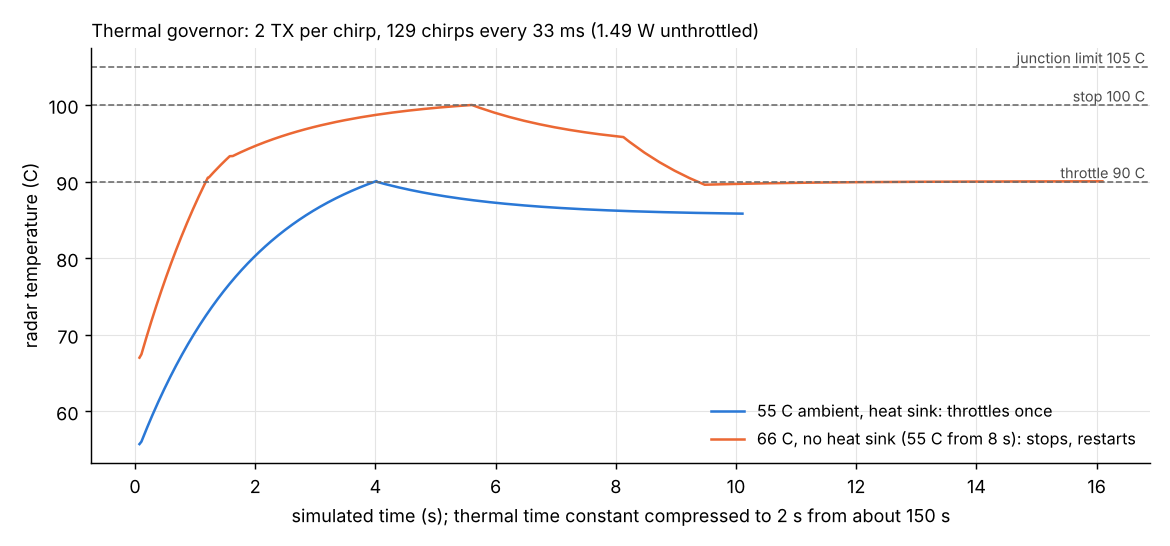 Thermal governor: 2 TX per chirp, 129 chirps every 33 ms (1.49 W unthrottled)
junction limit 105 C
100
stop 100 C
90
throttle 90 C
80
70
60
radar temperature (C)
55 C ambient, heat sink: throttles once
66 C, no heat sink (55 C from 8 s): stops, restarts
0 2 4 6 8 10 12 14 16
simulated time (s); thermal time constant compressed to 2 s from about 150 s